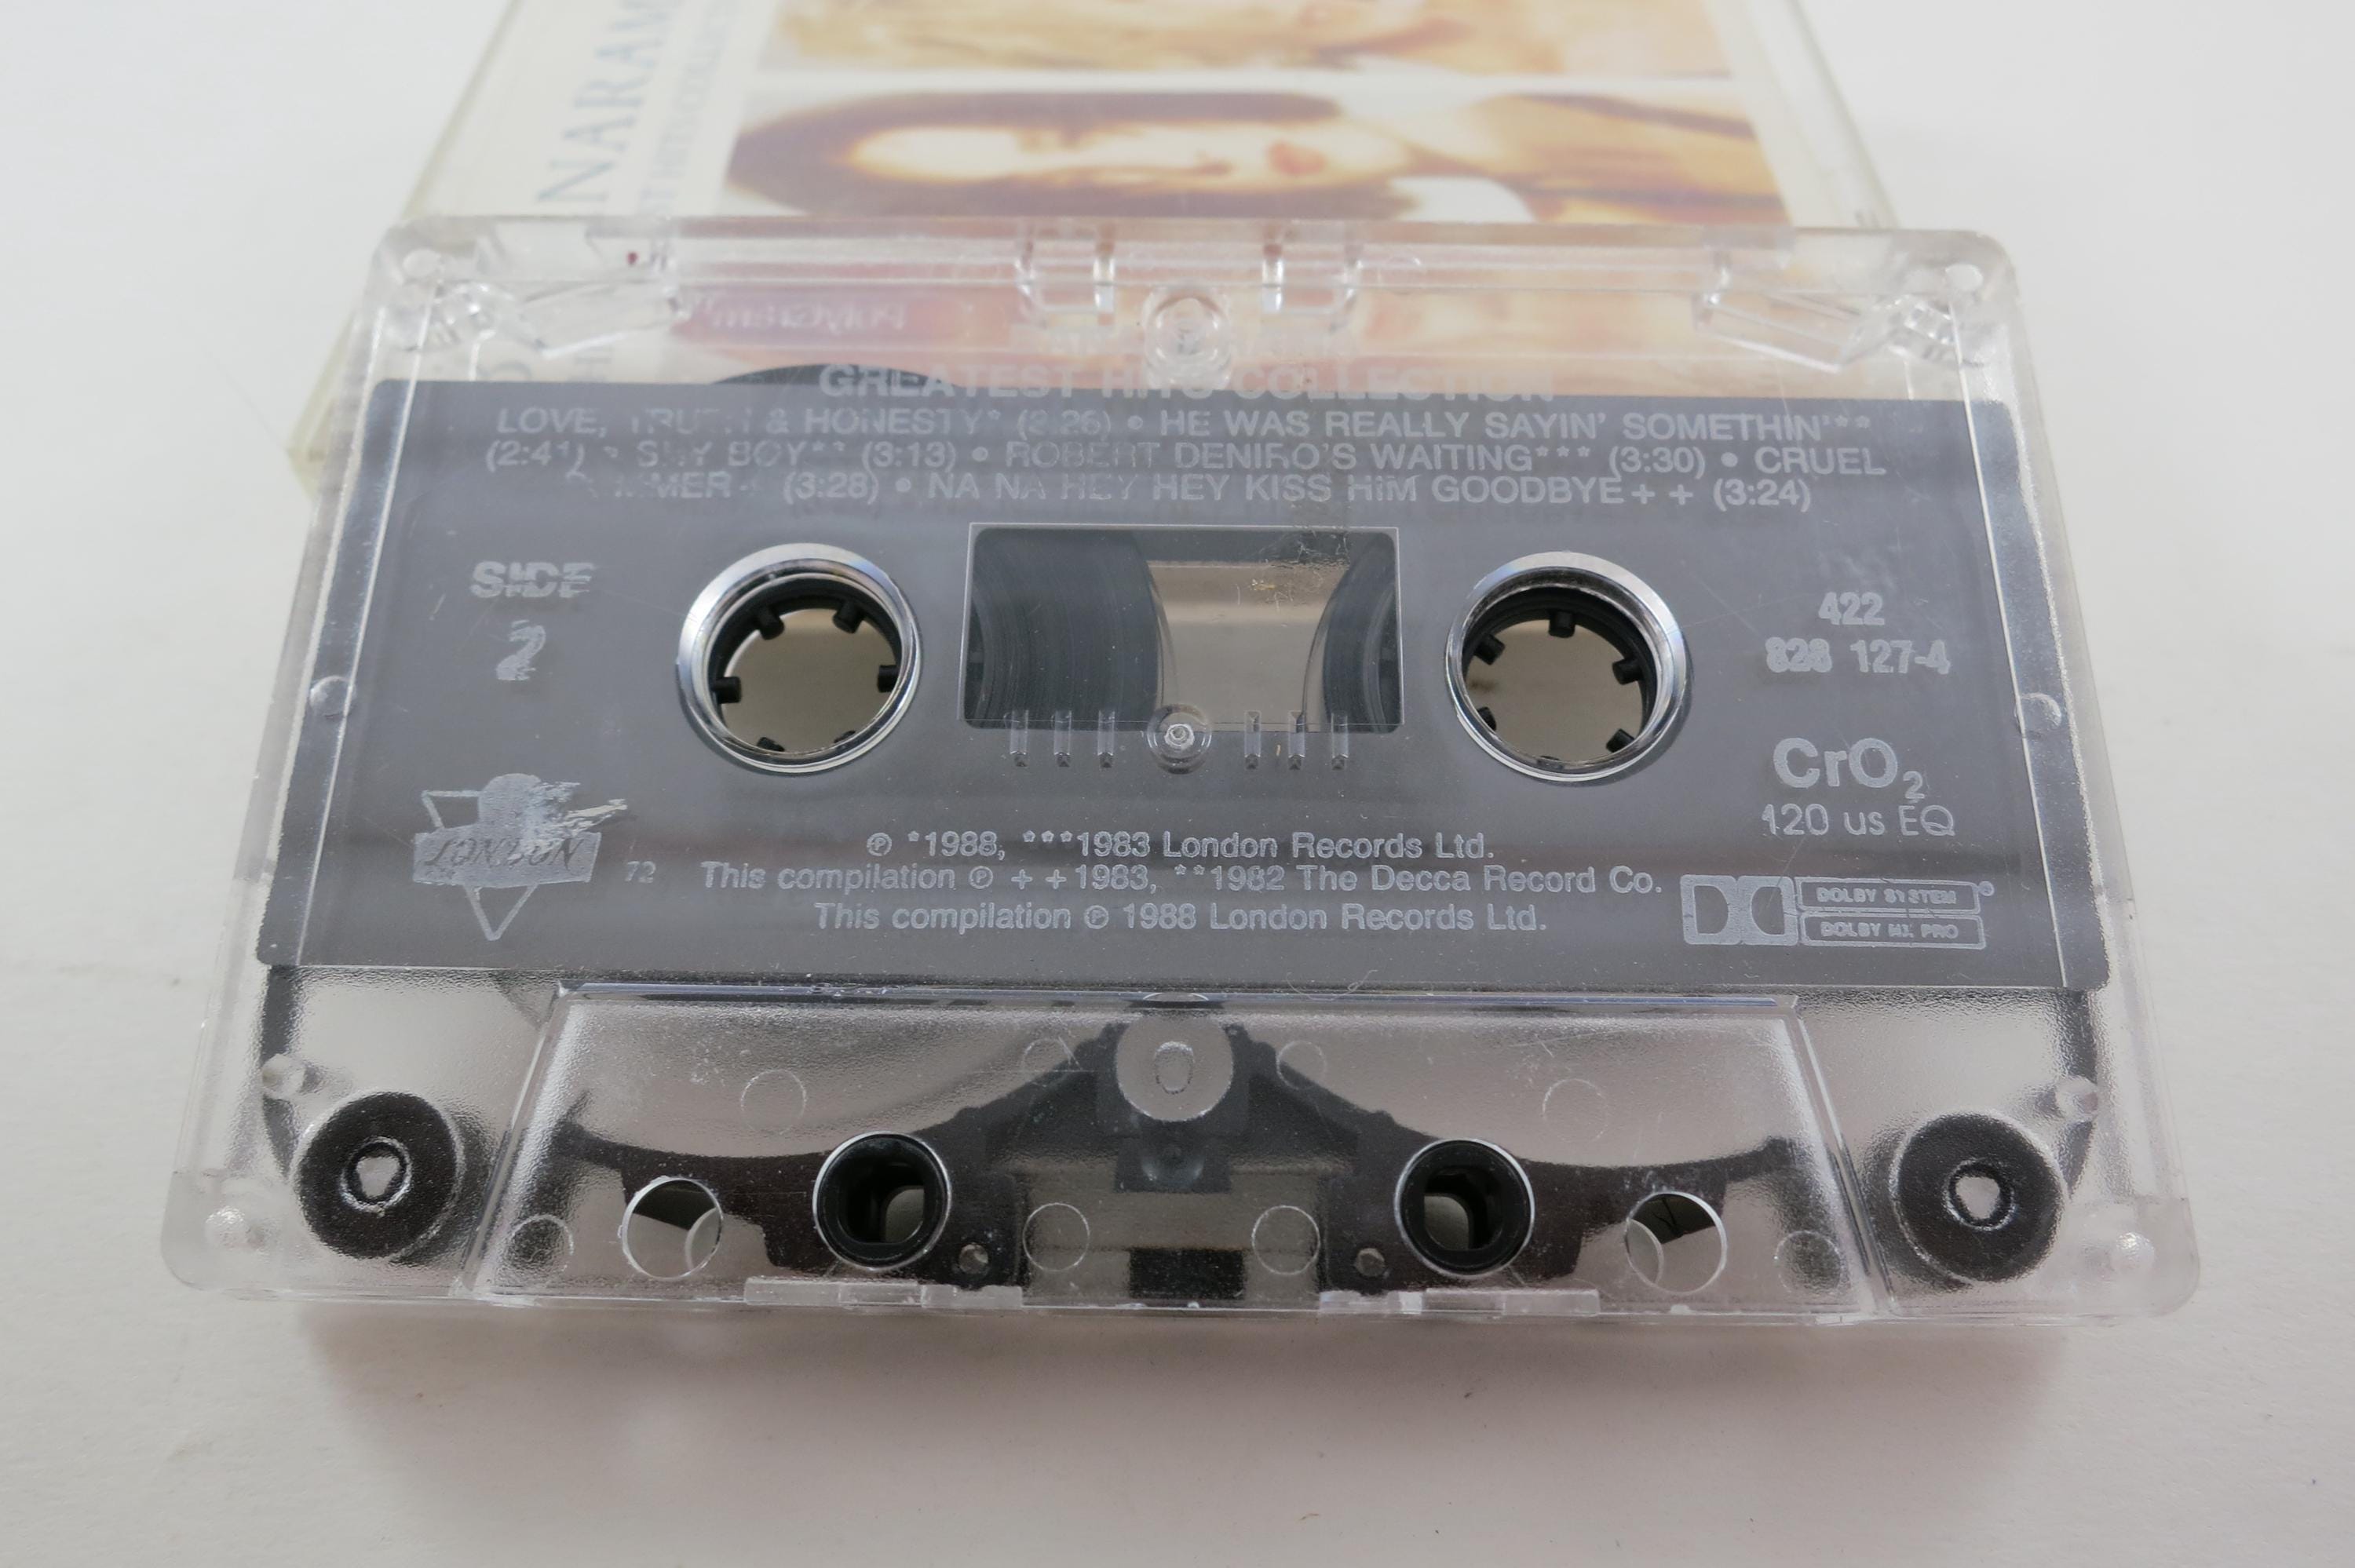 NARAM
GREATEST HITS COLLECTION
LOVE, TRUTH & HONESTY* (3:26) • HE WAS REALLY SAYIN' SOMETHIN'***
(2:41) • SHY BOY** (3:13) • ROBERT DENIRO'S WAITING*** (3:30) • CRUEL
SUMMER (3:28) • NA NA HEY HEY KISS HIM GOODBYE++ (3:24)
SIDE
2
422
828 127-4
CrO2
120 us EQ
LONDON
72
℗ *1988, ***1983 London Records Ltd.
This compilation ℗ ++1983, **1982 The Decca Record Co.
This compilation ℗ 1988 London Records Ltd.
DOLBY SYSTEM
DOLBY HX PRO